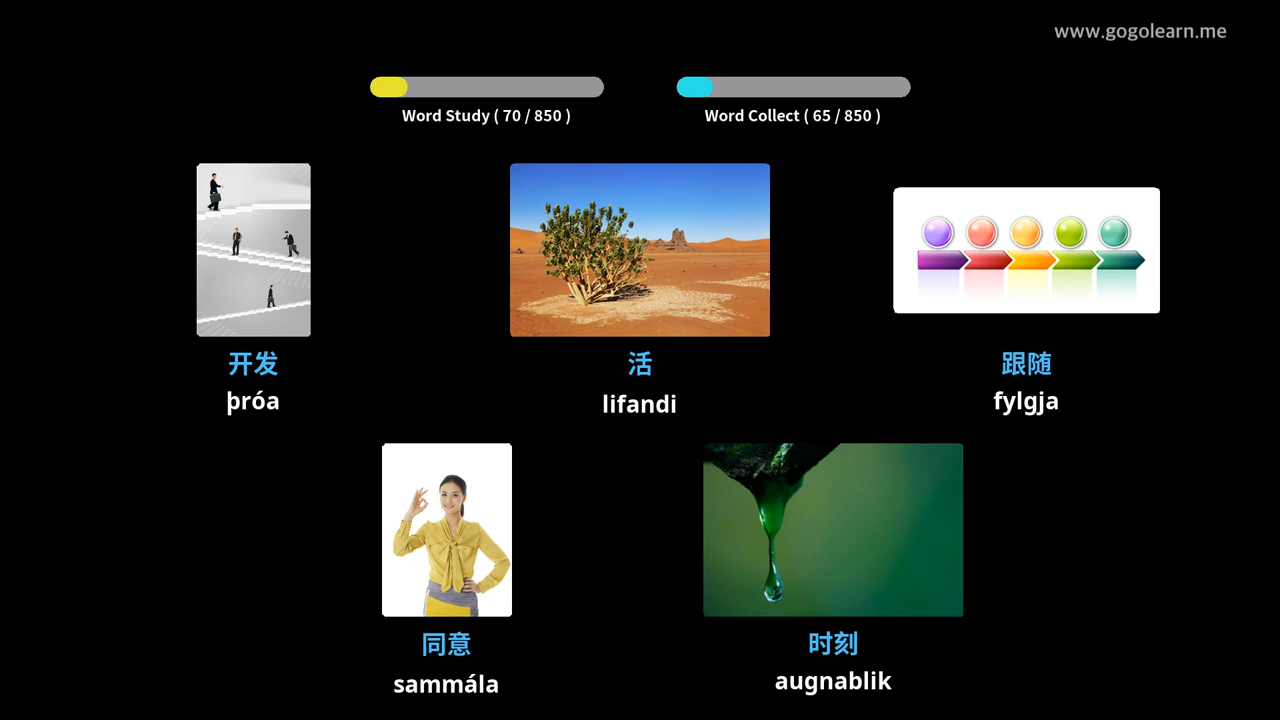 www.gogolearn.me
Word Study ( 70 / 850 )
Word Collect ( 65 / 850 )
开发
þróa
活
lifandi
跟随
fylgja
同意
sammála
时刻
augnablik